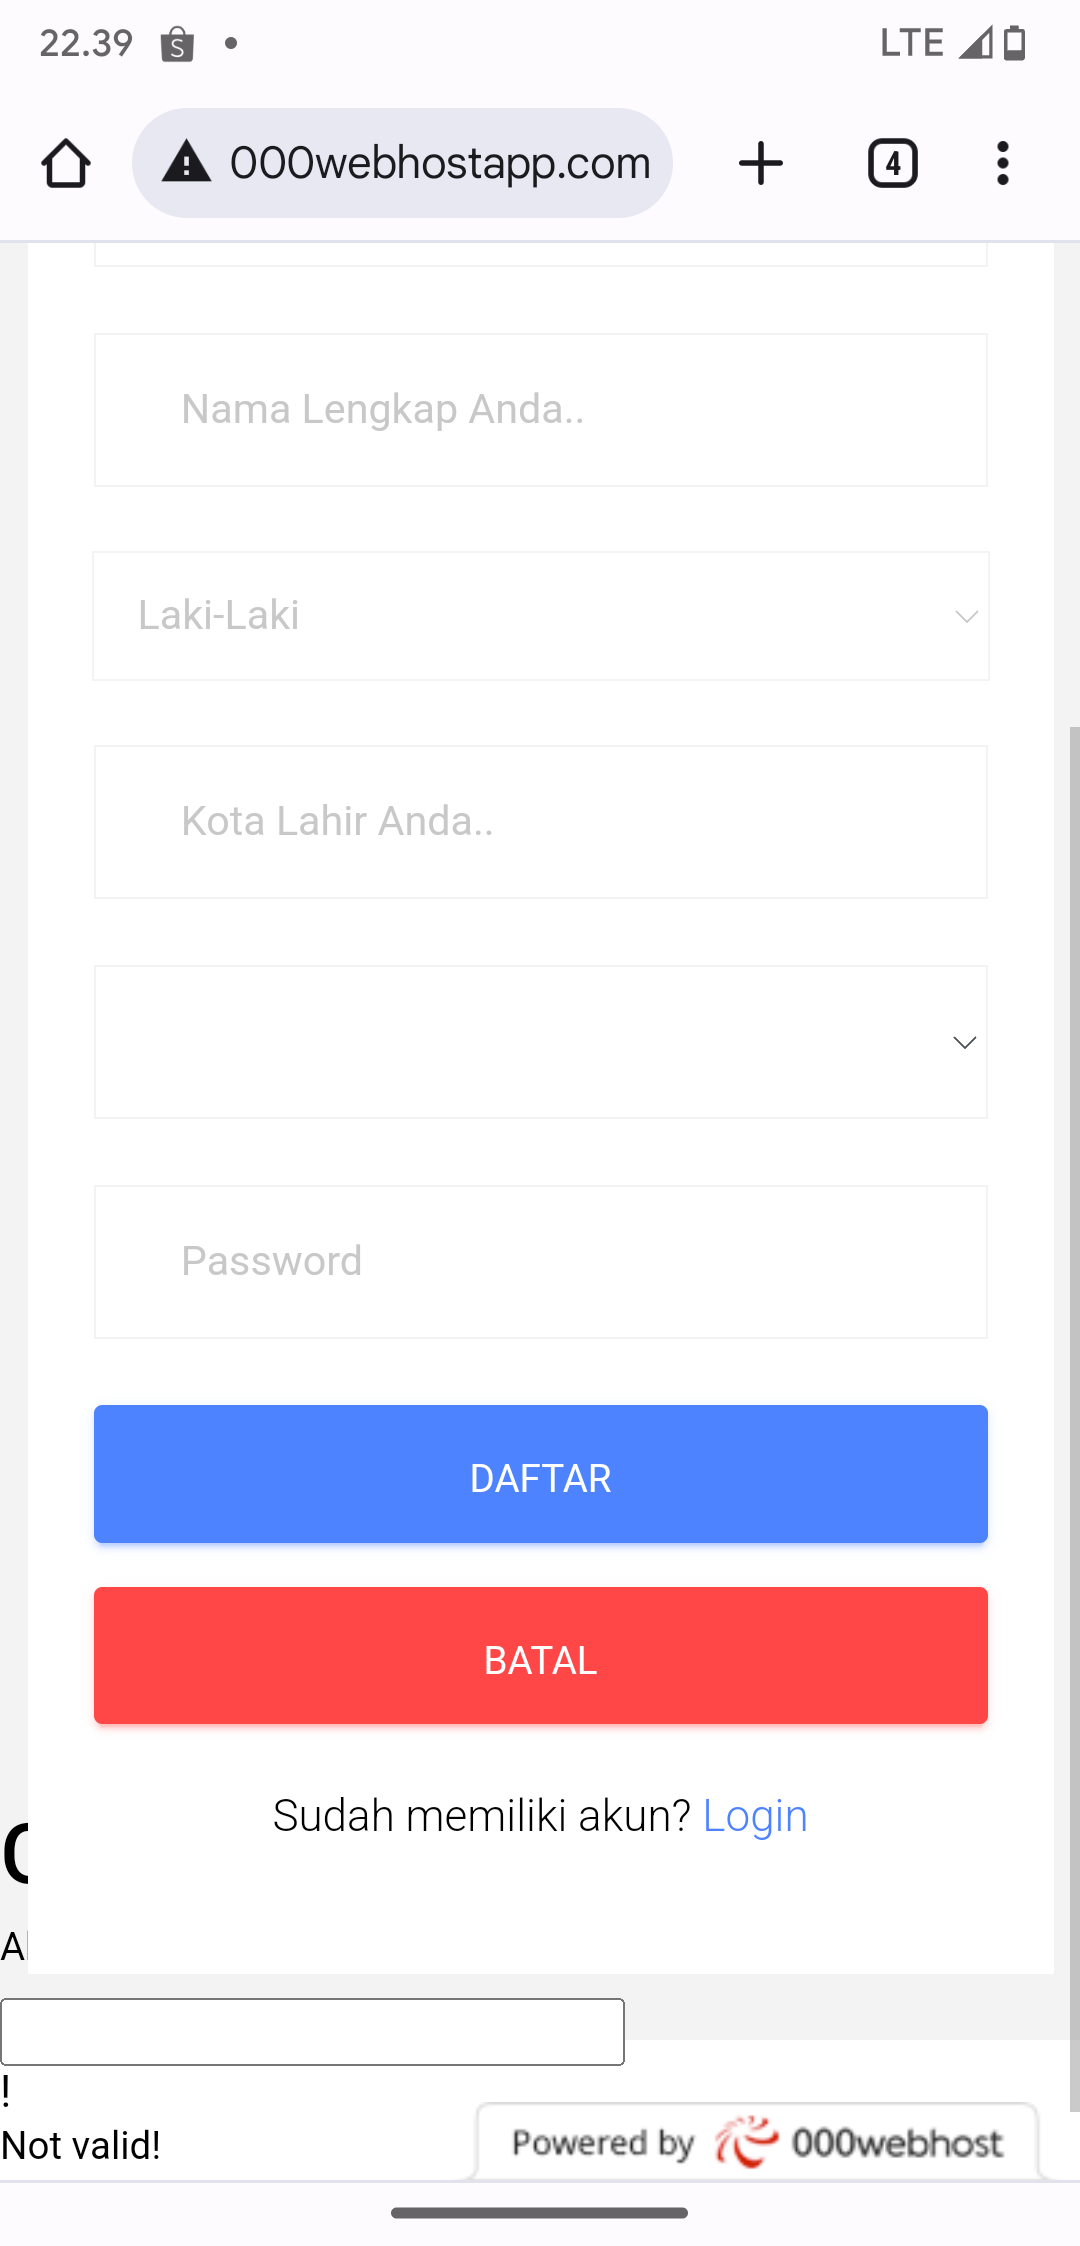 22.39
LTE
000webhostapp.com
4
Nama Lengkap Anda..
Laki-Laki
Kota Lahir Anda..
Password
DAFTAR
BATAL
Sudah memiliki akun? Login
!
Not valid!
Powered by 000webhost